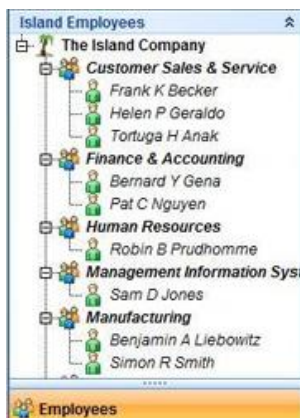 Island Employees
The Island Company
Customer Sales & Service
Frank K Becker
Helen P Geraldo
Tortuga H Anak
Finance & Accounting
Bernard Y Gena
Pat C Nguyen
Human Resources
Robin B Prudhomme
Management Information Syst
Sam D Jones
Manufacturing
Benjamin A Liebowitz
Simon R Smith
Employees